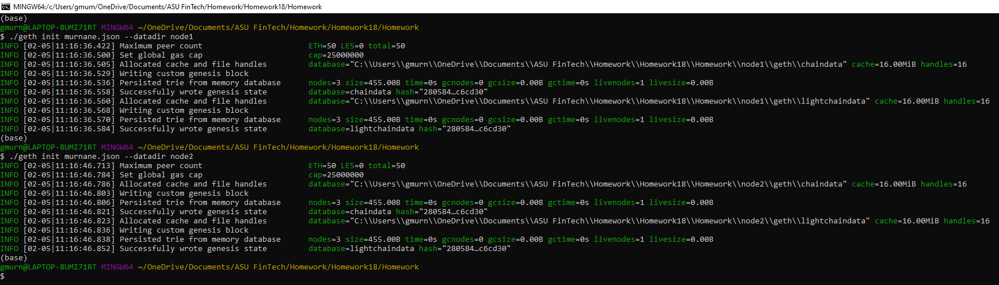 MINGW64:/c/Users/gmurn/OneDrive/Documents/ASU FinTech/Homework/Homework18/Homework
(base)
gmurn@LAPTOP-8UMI71RT MINGW64 ~/OneDrive/Documents/ASU FinTech/Homework/Homework18/Homework
$ ./geth init murnane.json --datadir node1
INFO [02-05|11:16:36.422] Maximum peer count                       ETH=50 LES=0 total=50
INFO [02-05|11:16:36.500] Set global gas cap                       cap=25000000
INFO [02-05|11:16:36.505] Allocated cache and file handles         database="C:\\Users\\gmurn\\OneDrive\\Documents\\ASU FinTech\\Homework\\Homework18\\Homework\\node1\\geth\\chaindata" cache=16.00MiB handles=16
INFO [02-05|11:16:36.529] Writing custom genesis block
INFO [02-05|11:16:36.536] Persisted trie from memory database      nodes=3 size=455.00B time=0s gcnodes=0 gcsize=0.00B gctime=0s livenodes=1 livesize=0.00B
INFO [02-05|11:16:36.558] Successfully wrote genesis state         database=chaindata hash="280584…c6cd30"
INFO [02-05|11:16:36.560] Allocated cache and file handles         database="C:\\Users\\gmurn\\OneDrive\\Documents\\ASU FinTech\\Homework\\Homework18\\Homework\\node1\\geth\\lightchaindata" cache=16.00MiB handles=16
INFO [02-05|11:16:36.568] Writing custom genesis block
INFO [02-05|11:16:36.570] Persisted trie from memory database      nodes=3 size=455.00B time=0s gcnodes=0 gcsize=0.00B gctime=0s livenodes=1 livesize=0.00B
INFO [02-05|11:16:36.584] Successfully wrote genesis state         database=lightchaindata hash="280584…c6cd30"
(base)
gmurn@LAPTOP-8UMI71RT MINGW64 ~/OneDrive/Documents/ASU FinTech/Homework/Homework18/Homework
$ ./geth init murnane.json --datadir node2
INFO [02-05|11:16:46.713] Maximum peer count                       ETH=50 LES=0 total=50
INFO [02-05|11:16:46.784] Set global gas cap                       cap=25000000
INFO [02-05|11:16:46.786] Allocated cache and file handles         database="C:\\Users\\gmurn\\OneDrive\\Documents\\ASU FinTech\\Homework\\Homework18\\Homework\\node2\\geth\\chaindata" cache=16.00MiB handles=16
INFO [02-05|11:16:46.803] Writing custom genesis block
INFO [02-05|11:16:46.806] Persisted trie from memory database      nodes=3 size=455.00B time=0s gcnodes=0 gcsize=0.00B gctime=0s livenodes=1 livesize=0.00B
INFO [02-05|11:16:46.821] Successfully wrote genesis state         database=chaindata hash="280584…c6cd30"
INFO [02-05|11:16:46.823] Allocated cache and file handles         database="C:\\Users\\gmurn\\OneDrive\\Documents\\ASU FinTech\\Homework\\Homework18\\Homework\\node2\\geth\\lightchaindata" cache=16.00MiB handles=16
INFO [02-05|11:16:46.836] Writing custom genesis block
INFO [02-05|11:16:46.838] Persisted trie from memory database      nodes=3 size=455.00B time=0s gcnodes=0 gcsize=0.00B gctime=0s livenodes=1 livesize=0.00B
INFO [02-05|11:16:46.852] Successfully wrote genesis state         database=lightchaindata hash="280584…c6cd30"
(base)
gmurn@LAPTOP-8UMI71RT MINGW64 ~/OneDrive/Documents/ASU FinTech/Homework/Homework18/Homework
$